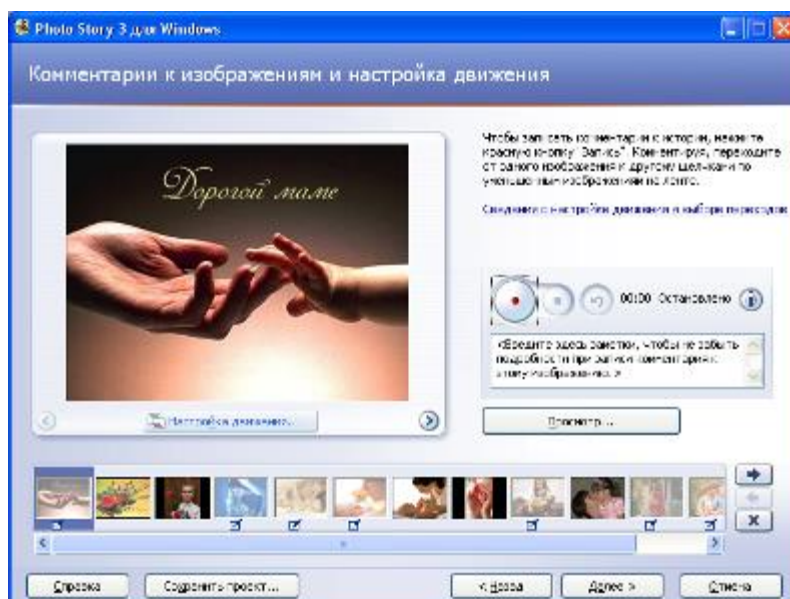 Photo Story 3 для Windows
Комментарии к изображениям и настройка движения
Дорогой маме
Чтобы записать комментарии к истории, нажмите
красную кнопку "Запись". Комментируя, переходите
от одного изображения к другому щелчками по
уменьшенным изображениям на ленте.
Сведения о настройке движения и выборе переходов
00:00 Остановлено
<Введите здесь заметки, чтобы не забыть
подробности при записи комментария к
этому изображению.>
Настройка движения...
Просмотр...
Справка
Сохранить проект...
< Назад
Далее >
Отмена